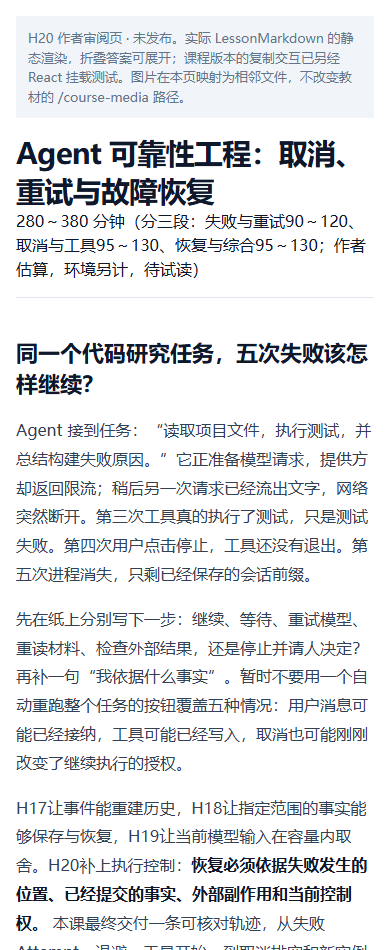 H20 作者审阅页 · 未发布。实际 LessonMarkdown 的静
态渲染，折叠答案可展开；课程版本的复制交互已另经
React 挂载测试。图片在本页映射为相邻文件，不改变教
材的 /course-media 路径。
Agent 可靠性工程：取消、
重试与故障恢复
280～380 分钟（分三段：失败与重试90～120、
取消与工具95～130、恢复与综合95～130；作者
估算，环境另计，待试读）
同一个代码研究任务，五次失败该怎
样继续？
Agent 接到任务：“读取项目文件，执行测试，并
总结构建失败原因。”它正准备模型请求，提供方
却返回限流；稍后另一次请求已经流出文字，网络
突然断开。第三次工具真的执行了测试，只是测试
失败。第四次用户点击停止，工具还没有退出。第
五次进程消失，只剩已经保存的会话前缀。
先在纸上分别写下一步：继续、等待、重试模型、
重读材料、检查外部结果，还是停止并请人决定？
再补一句“我依据什么事实”。暂时不要用一个自
动重跑整个任务的按钮覆盖五种情况：用户消息可
能已经接纳，工具可能已经写入，取消也可能刚刚
改变了继续执行的授权。
H17让事件能重建历史，H18让指定范围的事实能
够保存与恢复，H19让当前模型输入在容量内取
舍。H20补上执行控制：恢复必须依据失败发生的
位置、已经提交的事实、外部副作用和当前控制
权。 本课最终交付一条可核对轨迹，从失败